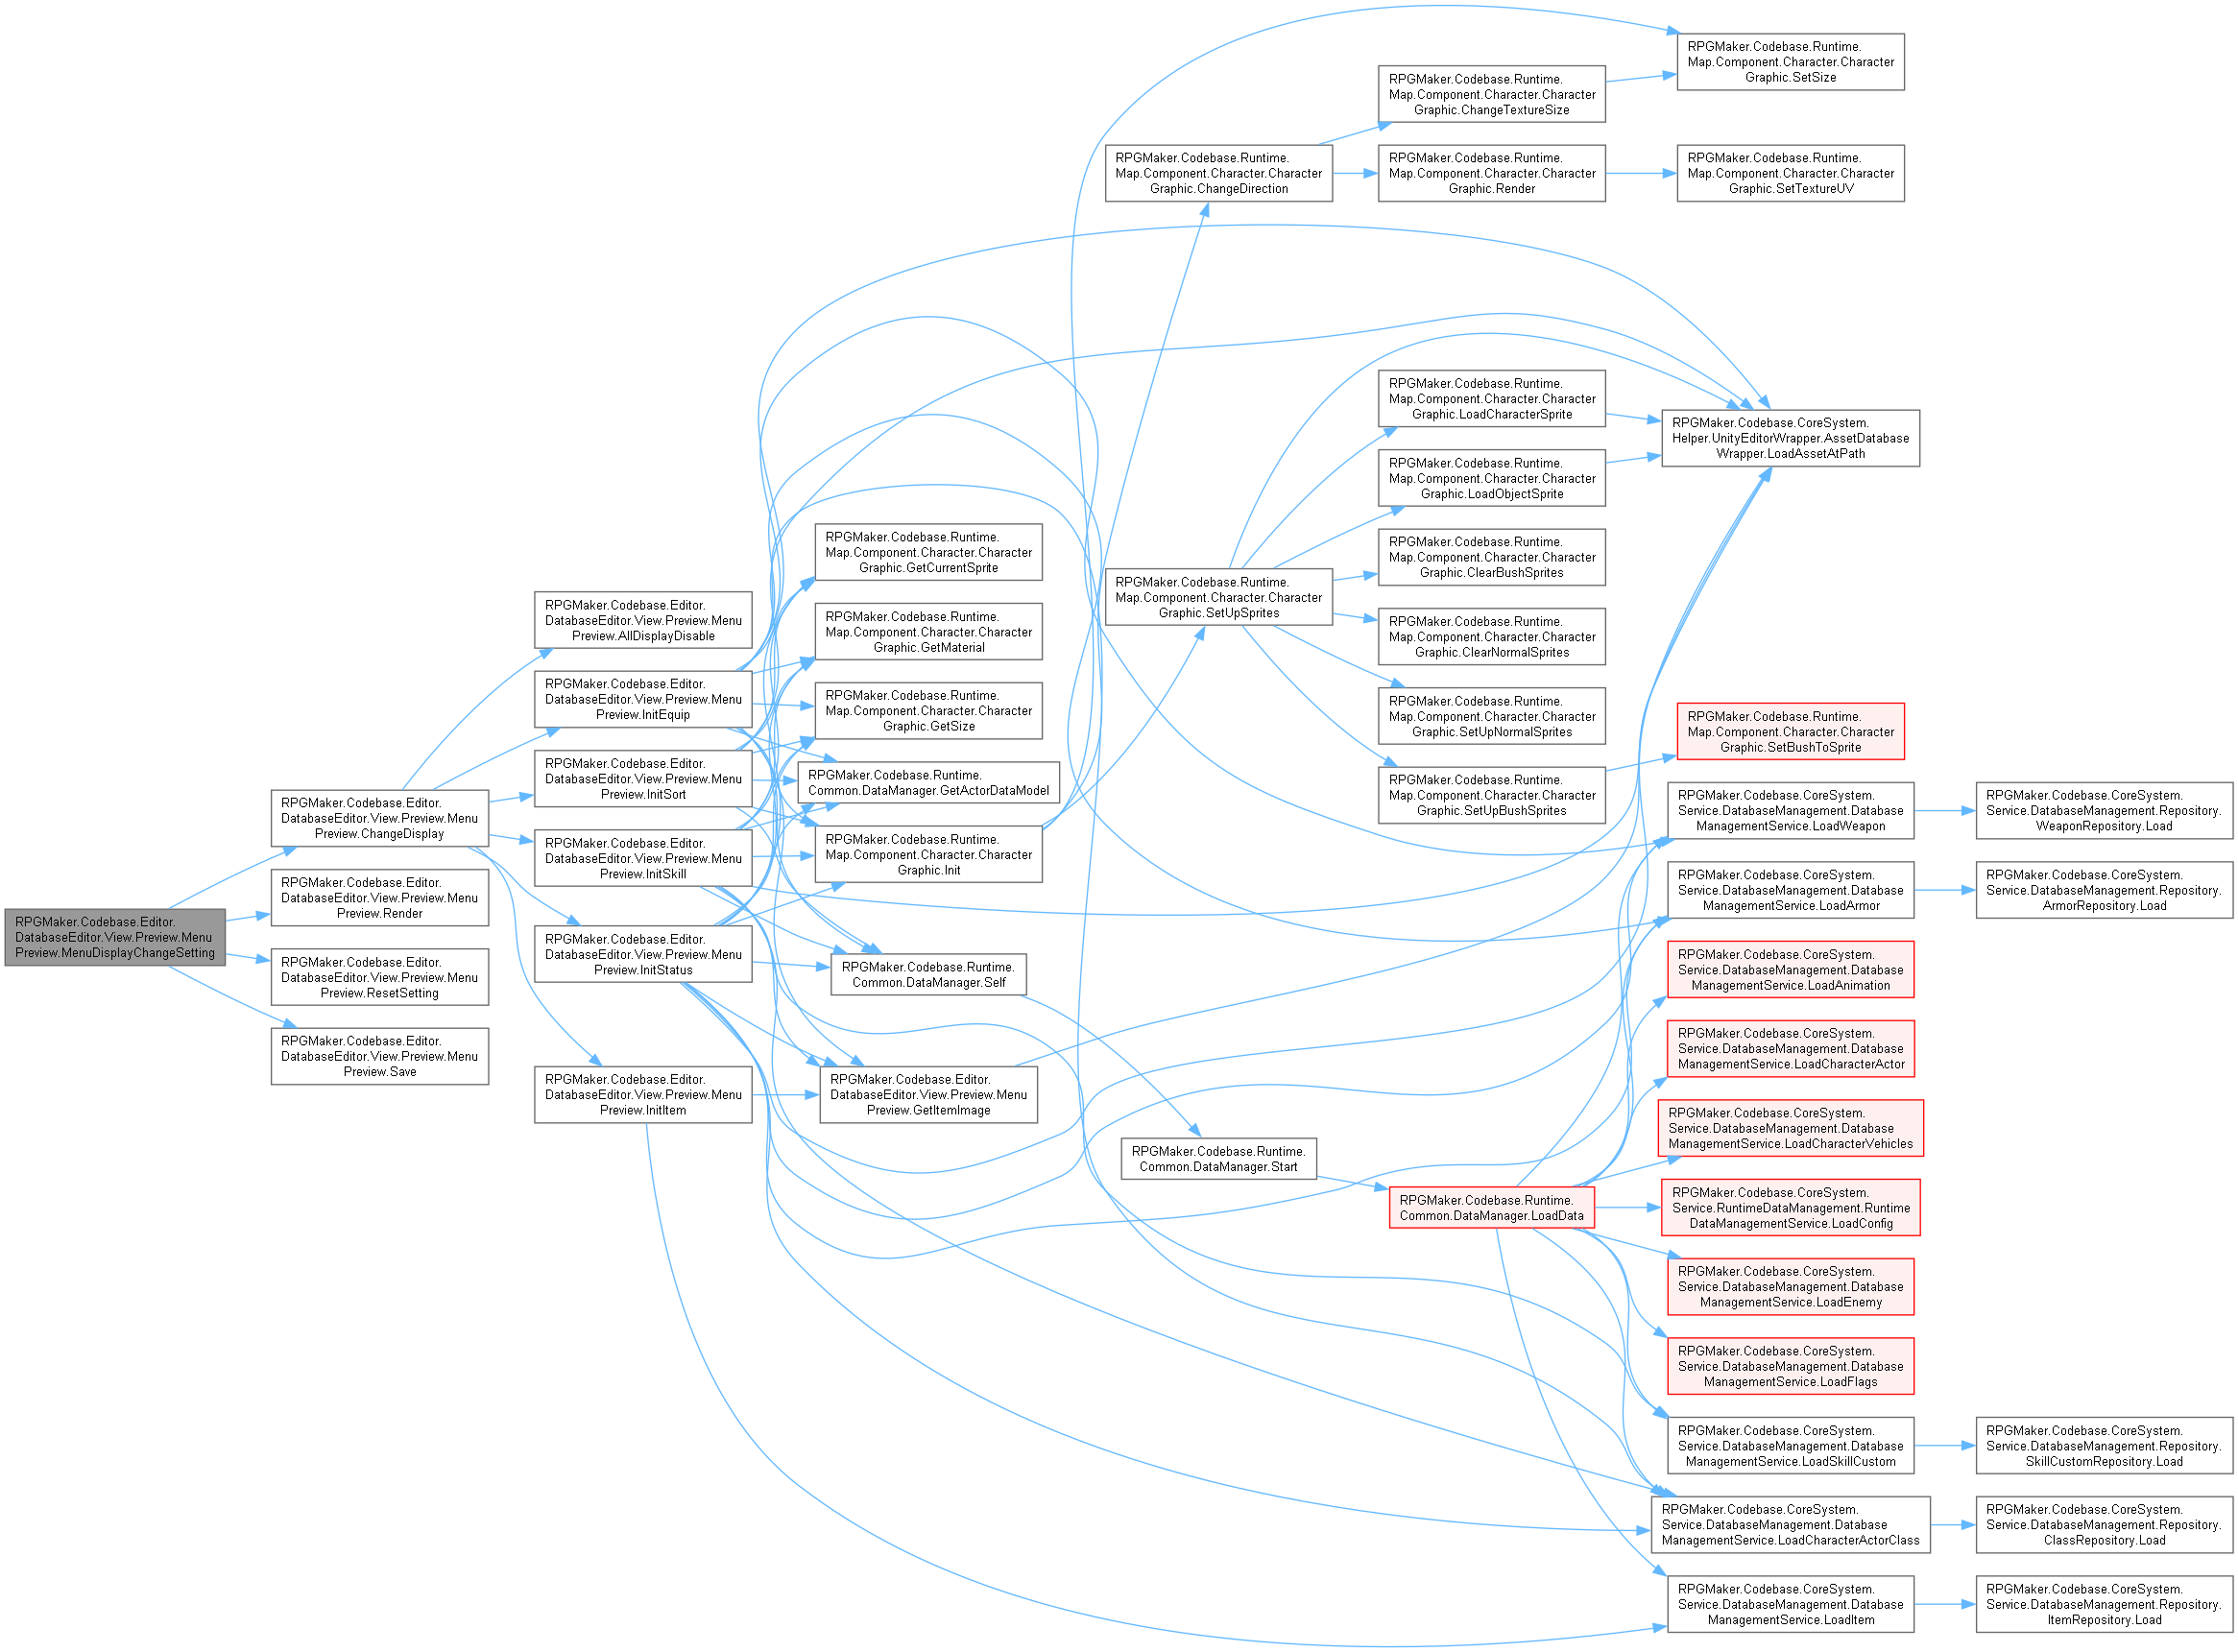 RPGMaker.Codebase.Editor.
DatabaseEditor.View.Preview.Menu
Preview.MenuDisplayChangeSetting
RPGMaker.Codebase.Editor.
DatabaseEditor.View.Preview.Menu
Preview.ChangeDisplay
RPGMaker.Codebase.Editor.
DatabaseEditor.View.Preview.Menu
Preview.Render
RPGMaker.Codebase.Editor.
DatabaseEditor.View.Preview.Menu
Preview.ResetSetting
RPGMaker.Codebase.Editor.
DatabaseEditor.View.Preview.Menu
Preview.Save
RPGMaker.Codebase.Editor.
DatabaseEditor.View.Preview.Menu
Preview.AllDisplayDisable
RPGMaker.Codebase.Editor.
DatabaseEditor.View.Preview.Menu
Preview.InitEquip
RPGMaker.Codebase.Editor.
DatabaseEditor.View.Preview.Menu
Preview.InitSort
RPGMaker.Codebase.Editor.
DatabaseEditor.View.Preview.Menu
Preview.InitSkill
RPGMaker.Codebase.Editor.
DatabaseEditor.View.Preview.Menu
Preview.InitStatus
RPGMaker.Codebase.Editor.
DatabaseEditor.View.Preview.Menu
Preview.InitItem
RPGMaker.Codebase.Runtime.
Map.Component.Character.Character
Graphic.GetCurrentSprite
RPGMaker.Codebase.Runtime.
Map.Component.Character.Character
Graphic.GetMaterial
RPGMaker.Codebase.Runtime.
Map.Component.Character.Character
Graphic.GetSize
RPGMaker.Codebase.Runtime.
Common.DataManager.GetActorDataModel
RPGMaker.Codebase.Runtime.
Map.Component.Character.Character
Graphic.Init
RPGMaker.Codebase.Runtime.
Common.DataManager.Self
RPGMaker.Codebase.Editor.
DatabaseEditor.View.Preview.Menu
Preview.GetItemImage
RPGMaker.Codebase.Runtime.
Map.Component.Character.Character
Graphic.ChangeDirection
RPGMaker.Codebase.Runtime.
Map.Component.Character.Character
Graphic.SetUpSprites
RPGMaker.Codebase.Runtime.
Common.DataManager.Start
RPGMaker.Codebase.Runtime.
Map.Component.Character.Character
Graphic.ChangeTextureSize
RPGMaker.Codebase.Runtime.
Map.Component.Character.Character
Graphic.Render
RPGMaker.Codebase.Runtime.
Map.Component.Character.Character
Graphic.LoadCharacterSprite
RPGMaker.Codebase.Runtime.
Map.Component.Character.Character
Graphic.LoadObjectSprite
RPGMaker.Codebase.Runtime.
Map.Component.Character.Character
Graphic.ClearBushSprites
RPGMaker.Codebase.Runtime.
Map.Component.Character.Character
Graphic.ClearNormalSprites
RPGMaker.Codebase.Runtime.
Map.Component.Character.Character
Graphic.SetUpNormalSprites
RPGMaker.Codebase.Runtime.
Map.Component.Character.Character
Graphic.SetUpBushSprites
RPGMaker.Codebase.Runtime.
Common.DataManager.LoadData
RPGMaker.Codebase.Runtime.
Map.Component.Character.Character
Graphic.SetSize
RPGMaker.Codebase.Runtime.
Map.Component.Character.Character
Graphic.SetTextureUV
RPGMaker.Codebase.CoreSystem.
Helper.UnityEditorWrapper.AssetDatabase
Wrapper.LoadAssetAtPath
RPGMaker.Codebase.Runtime.
Map.Component.Character.Character
Graphic.SetBushToSprite
RPGMaker.Codebase.CoreSystem.
Service.DatabaseManagement.Database
ManagementService.LoadWeapon
RPGMaker.Codebase.CoreSystem.
Service.DatabaseManagement.Database
ManagementService.LoadArmor
RPGMaker.Codebase.CoreSystem.
Service.DatabaseManagement.Database
ManagementService.LoadAnimation
RPGMaker.Codebase.CoreSystem.
Service.DatabaseManagement.Database
ManagementService.LoadCharacterActor
RPGMaker.Codebase.CoreSystem.
Service.DatabaseManagement.Database
ManagementService.LoadCharacterVehicles
RPGMaker.Codebase.CoreSystem.
Service.RuntimeDataManagement.Runtime
DataManagementService.LoadConfig
RPGMaker.Codebase.CoreSystem.
Service.DatabaseManagement.Database
ManagementService.LoadEnemy
RPGMaker.Codebase.CoreSystem.
Service.DatabaseManagement.Database
ManagementService.LoadFlags
RPGMaker.Codebase.CoreSystem.
Service.DatabaseManagement.Database
ManagementService.LoadSkillCustom
RPGMaker.Codebase.CoreSystem.
Service.DatabaseManagement.Database
ManagementService.LoadCharacterActorClass
RPGMaker.Codebase.CoreSystem.
Service.DatabaseManagement.Database
ManagementService.LoadItem
RPGMaker.Codebase.CoreSystem.
Service.DatabaseManagement.Repository.
WeaponRepository.Load
RPGMaker.Codebase.CoreSystem.
Service.DatabaseManagement.Repository.
ArmorRepository.Load
RPGMaker.Codebase.CoreSystem.
Service.DatabaseManagement.Repository.
SkillCustomRepository.Load
RPGMaker.Codebase.CoreSystem.
Service.DatabaseManagement.Repository.
ClassRepository.Load
RPGMaker.Codebase.CoreSystem.
Service.DatabaseManagement.Repository.
ItemRepository.Load